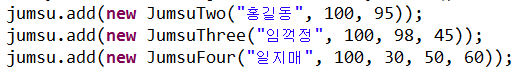 jumsu.add(new JumsuTwo("홍길동", 100, 95));
jumsu.add(new JumsuThree("임꺽정", 100, 98, 45));
jumsu.add(new JumsuFour("일지매", 100, 30, 50, 60));